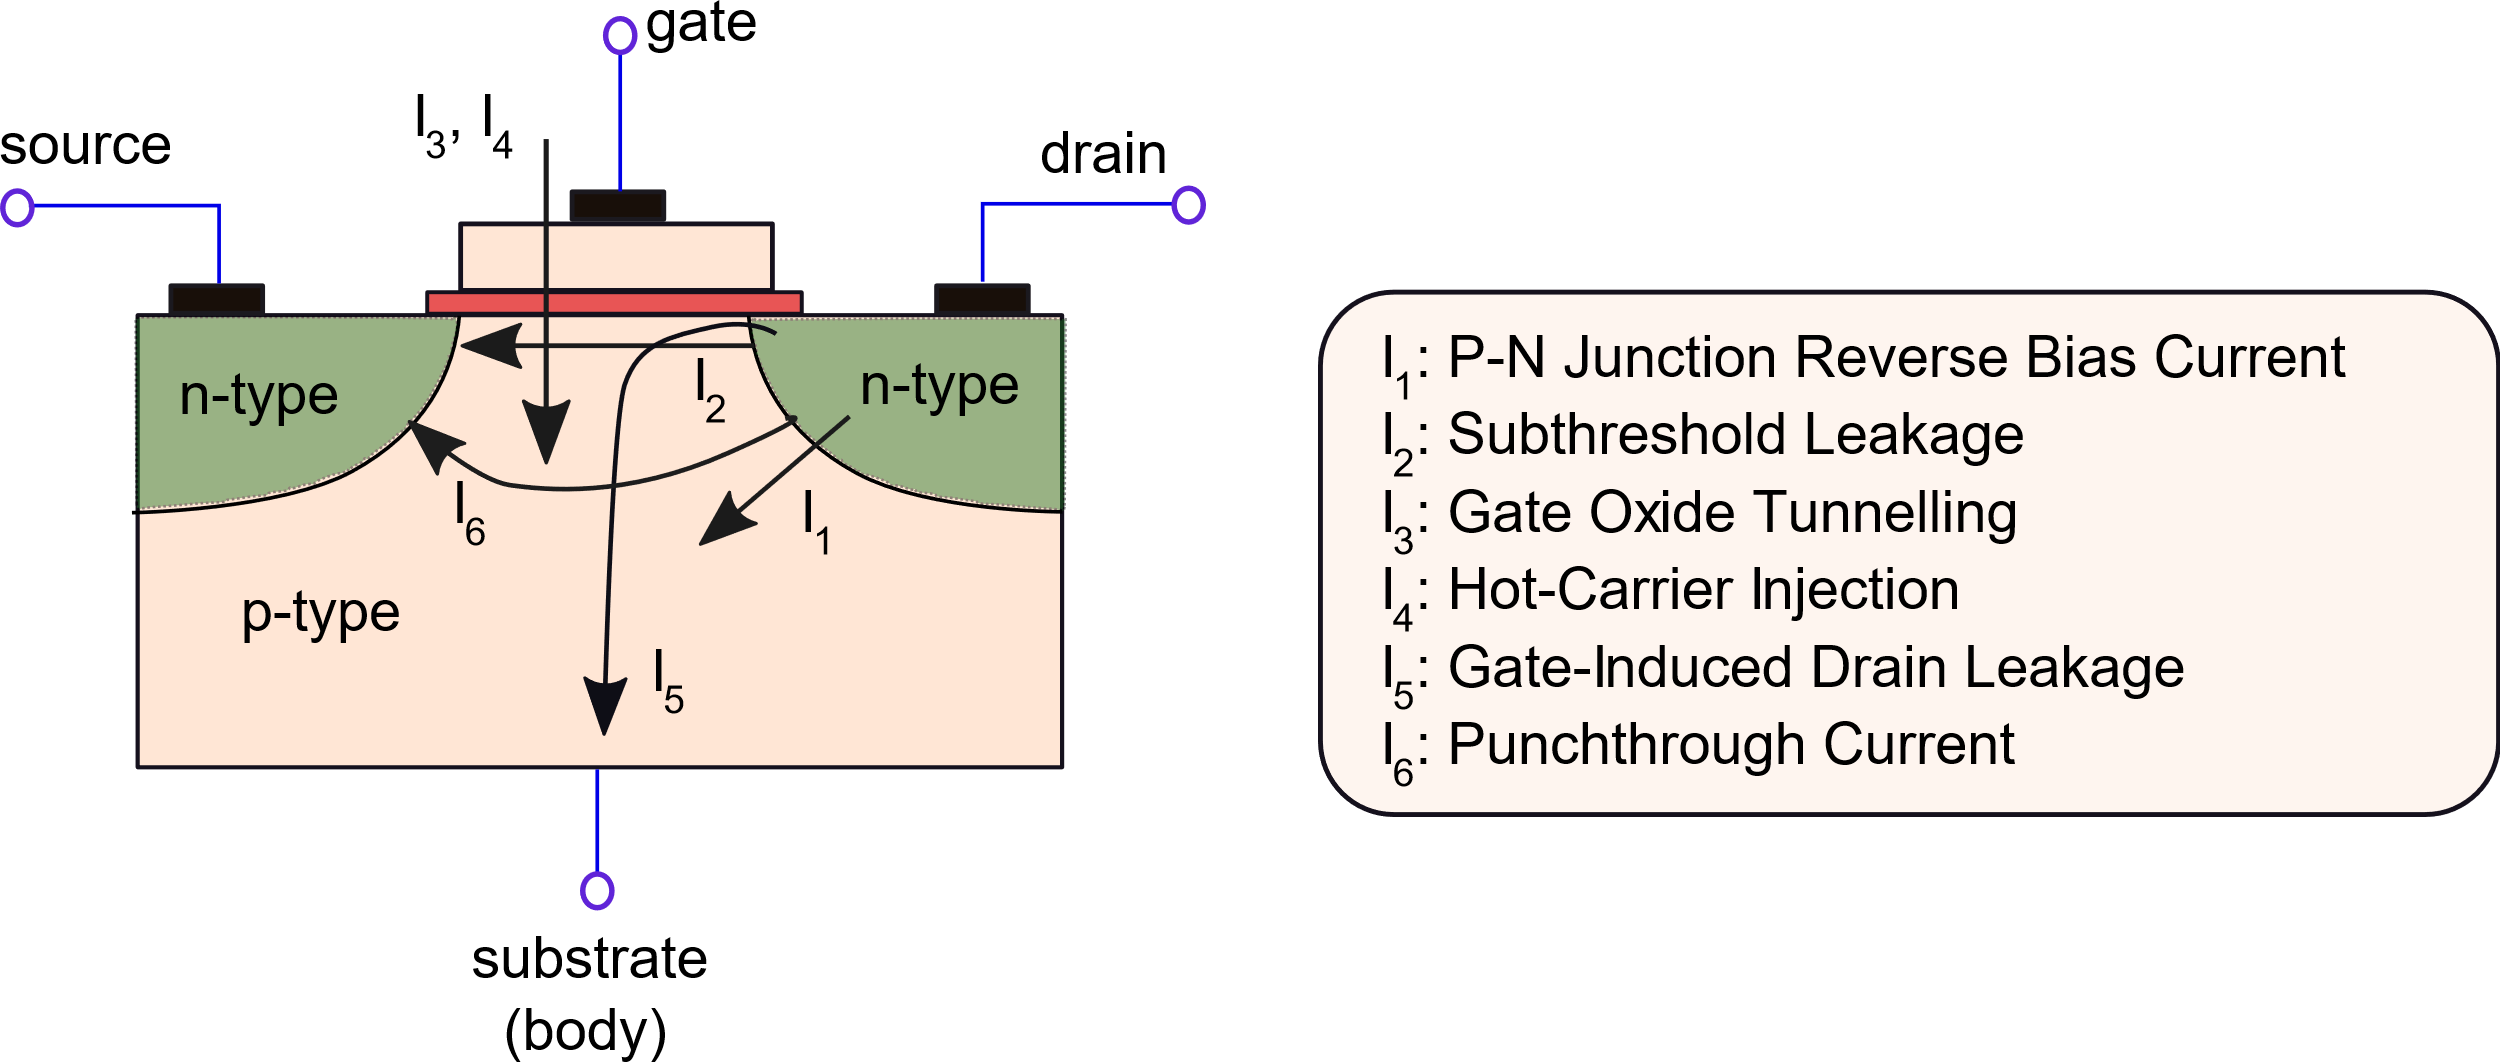 gate
I3, I4
source
drain
n-type
I2
n-type
I6
I1
p-type
I5
substrate
(body)
I1: P-N Junction Reverse Bias Current
I2: Subthreshold Leakage
I3: Gate Oxide Tunnelling
I4: Hot-Carrier Injection
I5: Gate-Induced Drain Leakage
I6: Punchthrough Current